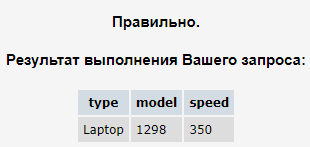 Правильно.
Результат выполнения Вашего запроса:
type model speed
Laptop 1298 350